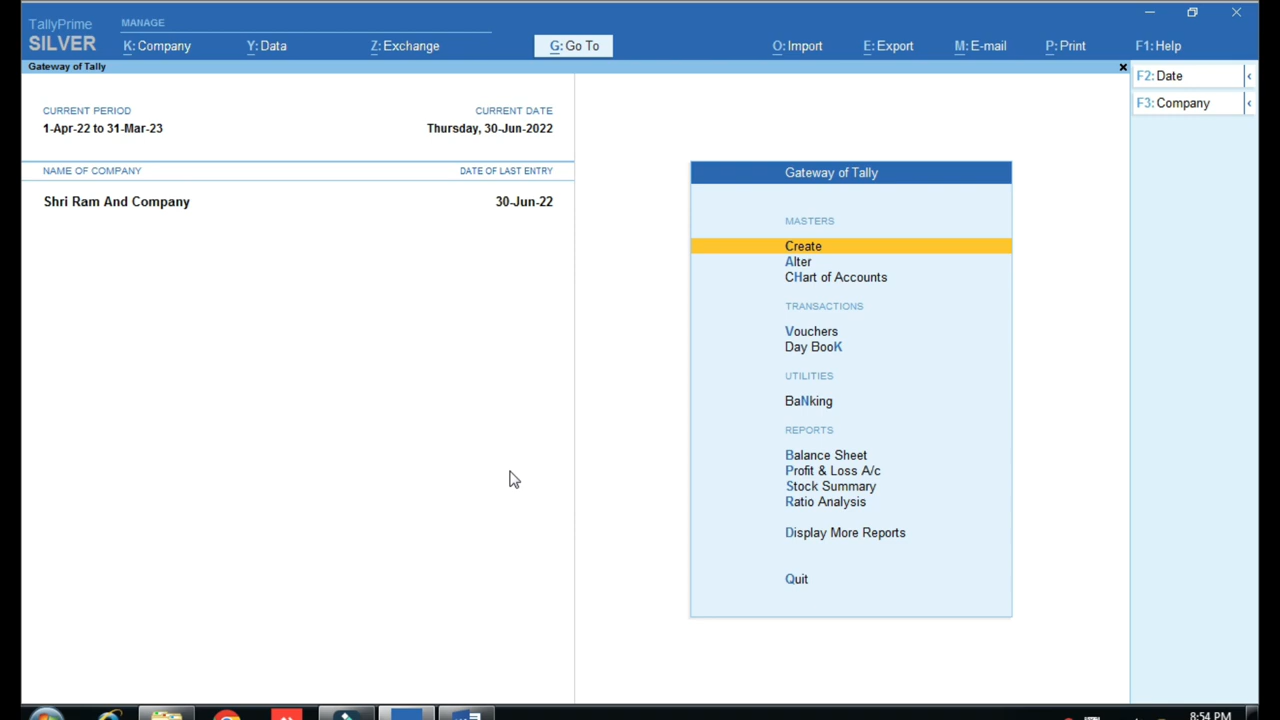 TallyPrime
SILVER
MANAGE
K: Company
Y: Data
Z: Exchange
G: Go To
O: Import
E: Export
M: E-mail
P: Print
F1: Help
Gateway of Tally
F2: Date
F3: Company
CURRENT PERIOD
CURRENT DATE
1-Apr-22 to 31-Mar-23
Thursday, 30-Jun-2022
NAME OF COMPANY
DATE OF LAST ENTRY
Shri Ram And Company
30-Jun-22
Gateway of Tally
MASTERS
Create
Alter
CHart of Accounts
TRANSACTIONS
Vouchers
Day BooK
UTILITIES
BaNking
REPORTS
Balance Sheet
Profit & Loss A/c
Stock Summary
Ratio Analysis
Display More Reports
Quit
8:54 PM